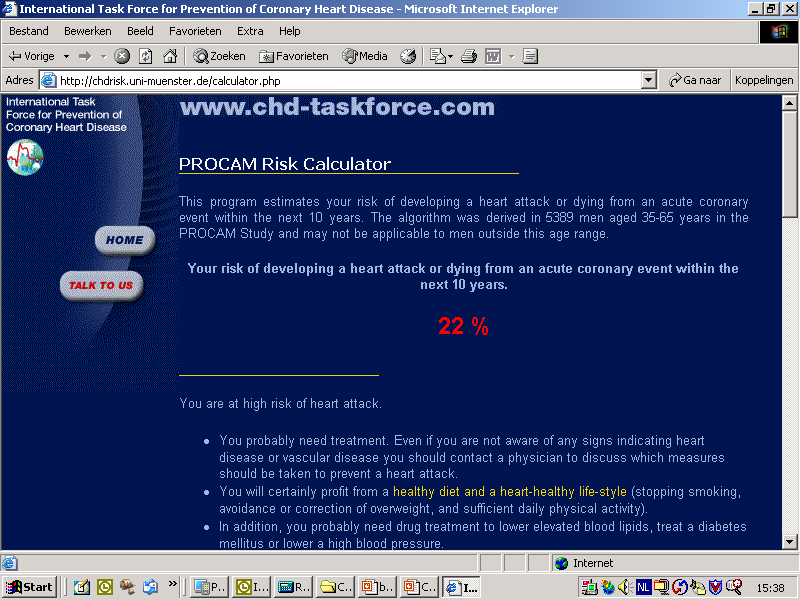 International Task Force for Prevention of Coronary Heart Disease - Microsoft Internet Explorer
Bestand Bewerken Beeld Favorieten Extra Help
Vorige Zoeken Favorieten Media
Adres http://chdrisk.uni-muenster.de/calculator.php Ga naar Koppelingen
International Task
Force for Prevention of
Coronary Heart Disease
HOME
TALK TO US
www.chd-taskforce.com
PROCAM Risk Calculator
This program estimates your risk of developing a heart attack or dying from an acute coronary
event within the next 10 years. The algorithm was derived in 5389 men aged 35-65 years in the
PROCAM Study and may not be applicable to men outside this age range.
Your risk of developing a heart attack or dying from an acute coronary event within the
next 10 years.
22 %
You are at high risk of heart attack.
You probably need treatment. Even if you are not aware of any signs indicating heart
disease or vascular disease you should contact a physician to discuss which measures
should be taken to prevent a heart attack.
You will certainly profit from a healthy diet and a heart-healthy life-style (stopping smoking,
avoidance or correction of overweight, and sufficient daily physical activity).
In addition, you probably need drug treatment to lower elevated blood lipids, treat a diabetes
mellitus or lower a high blood pressure.
Internet
Start » P... I... R... C... b... C... I... NL 15:38